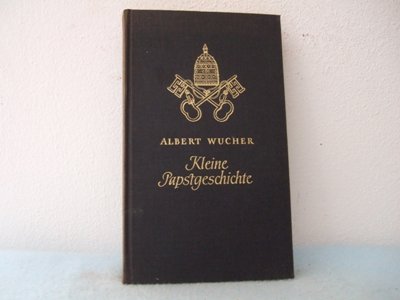 ALBERT WUCHER
Kleine
Papstgeschichte